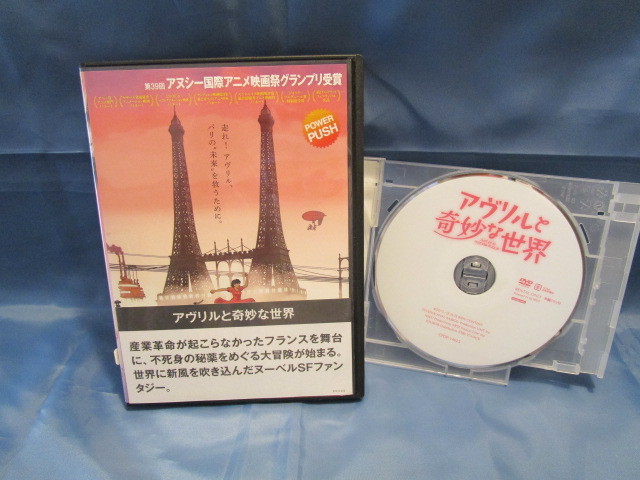 第39回 アヌシー国際アニメ映画祭グランプリ受賞
走れ！アヴリル、
パリの“未来”を救うために。
POWER
PUSH
アヴリルと奇妙な世界
産業革命が起こらなかったフランスを舞台
に、不死身の秘薬をめぐる大冒険が始まる。
世界に新風を吹き込んだヌーベルSFファン
タジー。
アヴリルと
奇妙な世界
DVD